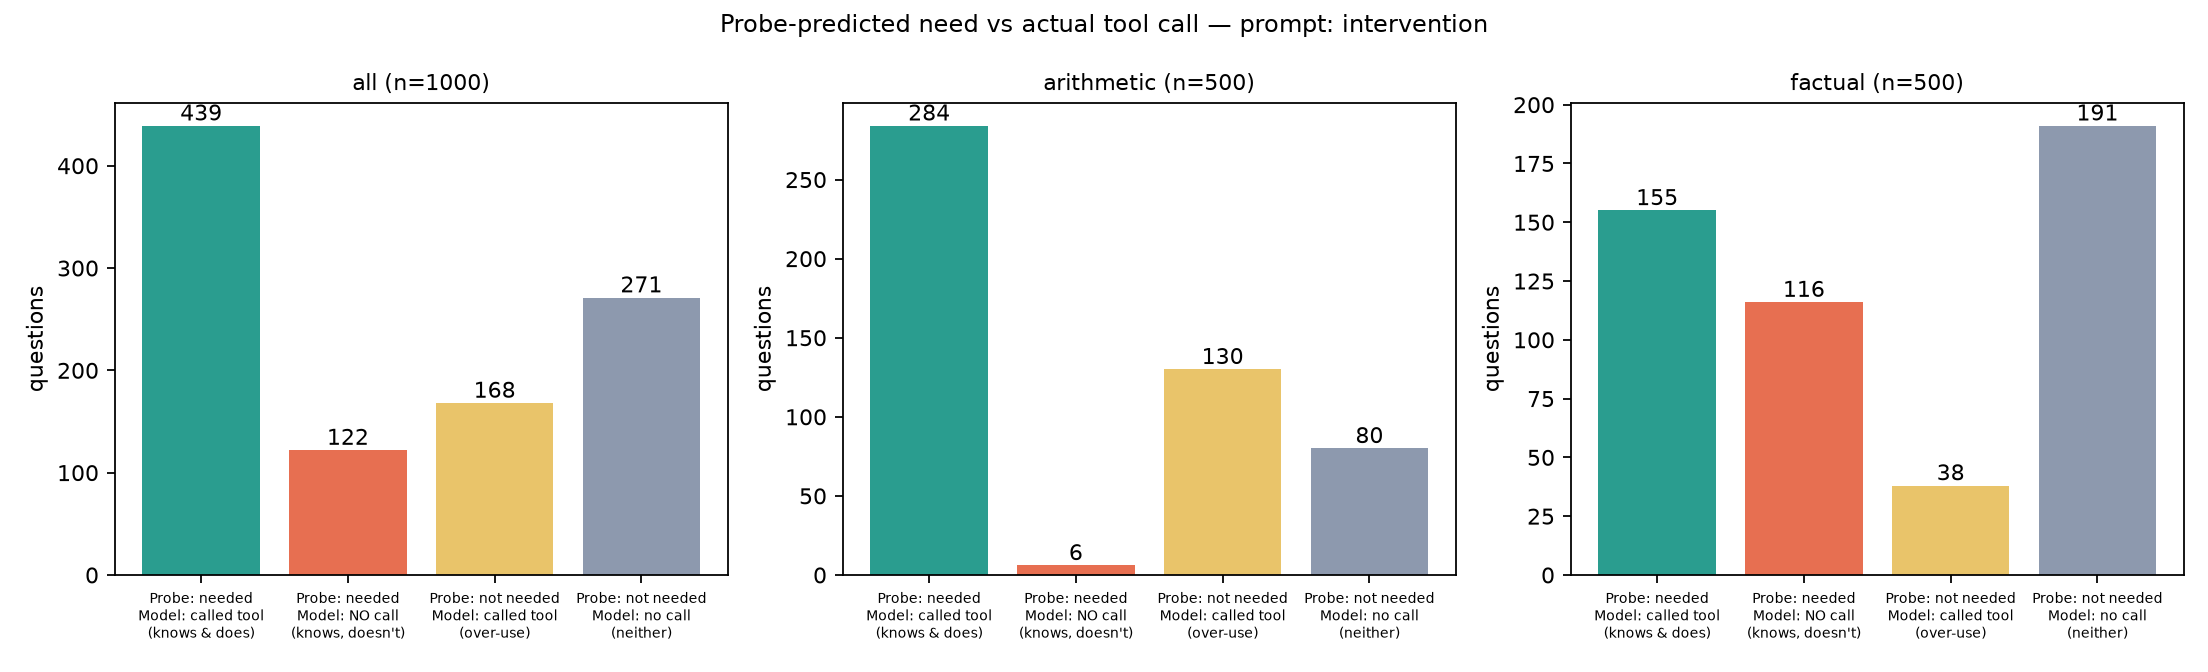 Probe-predicted need vs actual tool call — prompt: intervention
all (n=1000)
questions
400
300
200
100
0
439
122
168
271
Probe: needed
Model: called tool
(knows & does)
Probe: needed
Model: NO call
(knows, doesn't)
Probe: not needed
Model: called tool
(over-use)
Probe: not needed
Model: no call
(neither)
arithmetic (n=500)
questions
250
200
150
100
50
0
284
6
130
80
Probe: needed
Model: called tool
(knows & does)
Probe: needed
Model: NO call
(knows, doesn't)
Probe: not needed
Model: called tool
(over-use)
Probe: not needed
Model: no call
(neither)
factual (n=500)
questions
200
175
150
125
100
75
50
25
0
155
116
38
191
Probe: needed
Model: called tool
(knows & does)
Probe: needed
Model: NO call
(knows, doesn't)
Probe: not needed
Model: called tool
(over-use)
Probe: not needed
Model: no call
(neither)